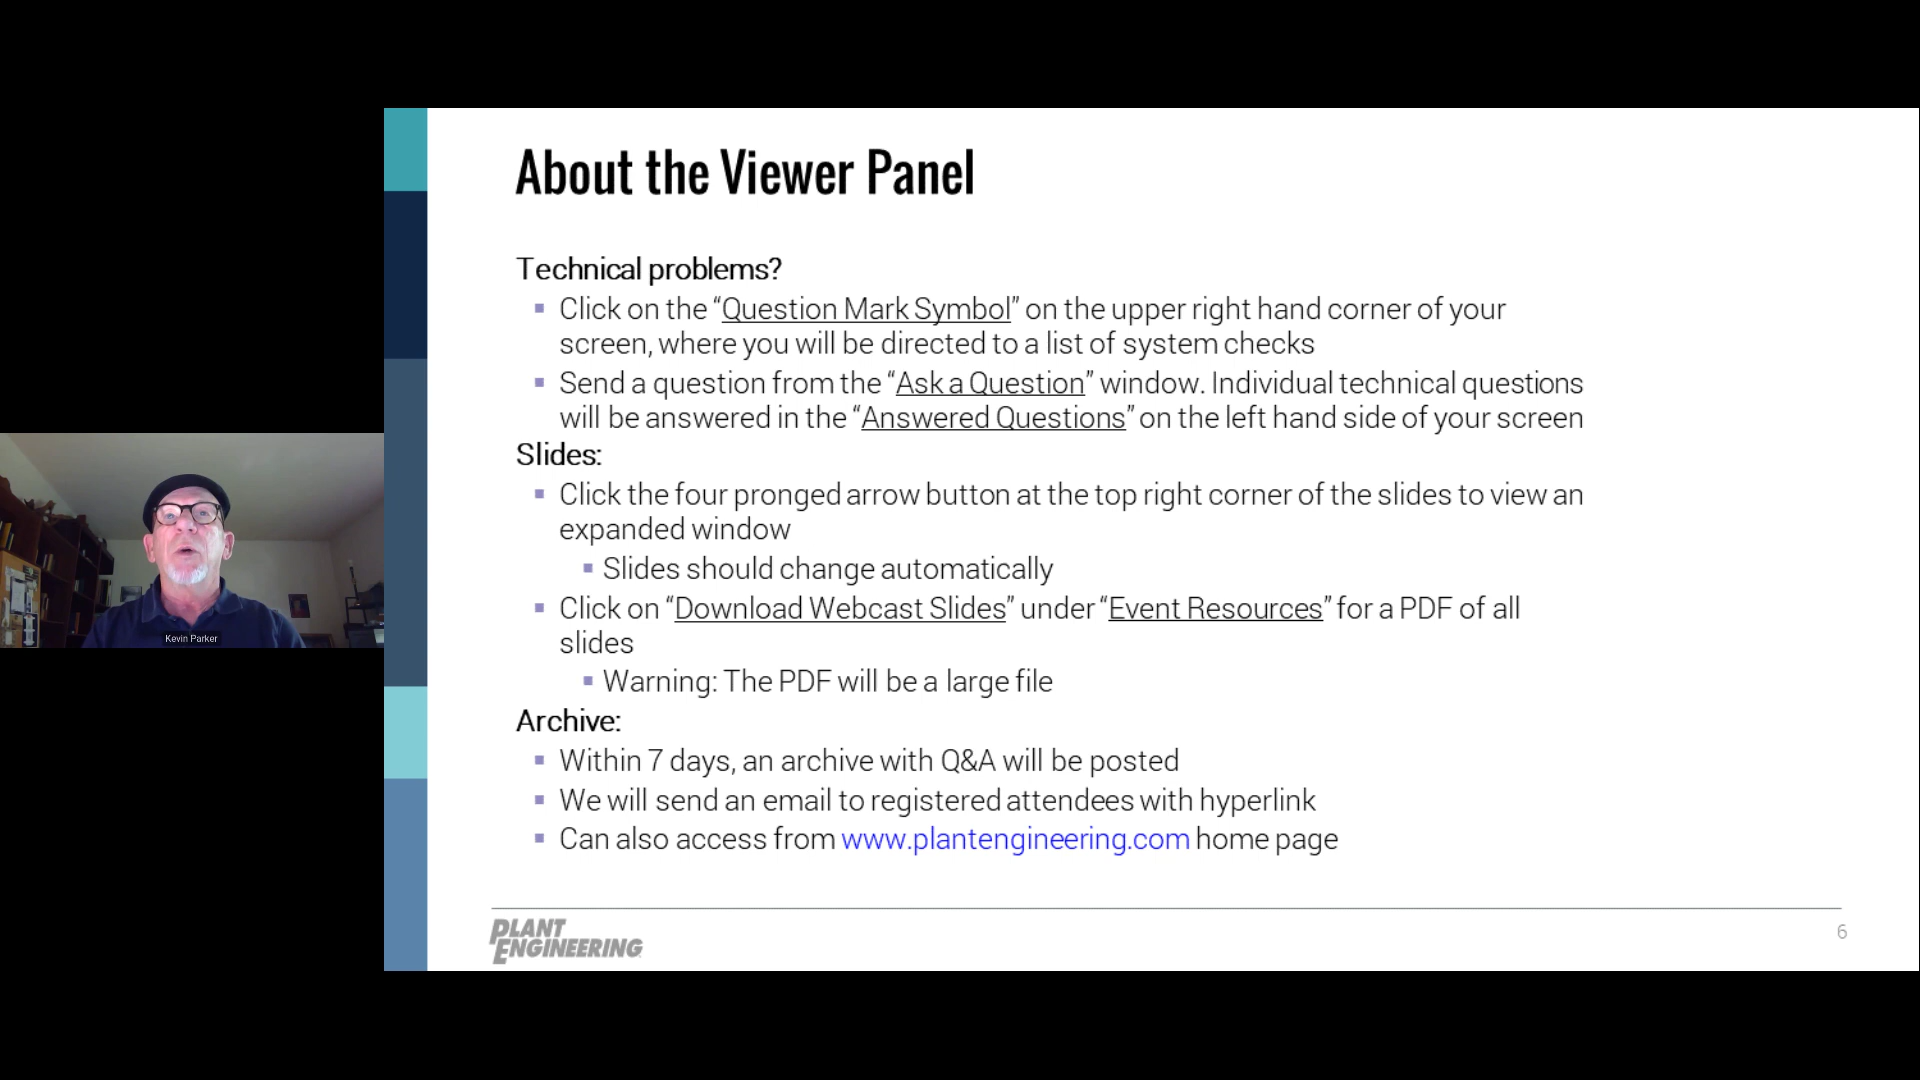 About the Viewer Panel
Technical problems?
Click on the “Question Mark Symbol” on the upper right hand corner of your
screen, where you will be directed to a list of system checks
Send a question from the “Ask a Question” window. Individual technical questions
will be answered in the “Answered Questions” on the left hand side of your screen
Slides:
Click the four pronged arrow button at the top right corner of the slides to view an
expanded window
Slides should change automatically
Click on “Download Webcast Slides” under “Event Resources” for a PDF of all
slides
Warning: The PDF will be a large file
Archive:
Within 7 days, an archive with Q&A will be posted
We will send an email to registered attendees with hyperlink
Can also access from www.plantengineering.com home page
PLANT
ENGINEERING
6
Kevin Parker